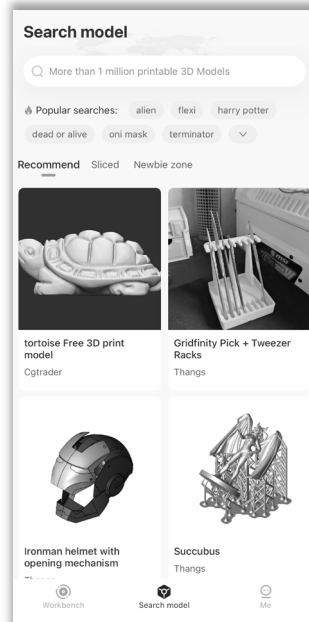 Search model
More than 1 million printable 3D Models
Popular searches: alien flexi harry potter
dead or alive oni mask terminator
Recommend Sliced Newbie zone
tortoise Free 3D print
model
Cgtrader
Gridfinity Pick + Tweezer
Racks
Thangs
Ironman helmet with
opening mechanism
Thangs
Succubus
Thangs
Workbench Search model Me